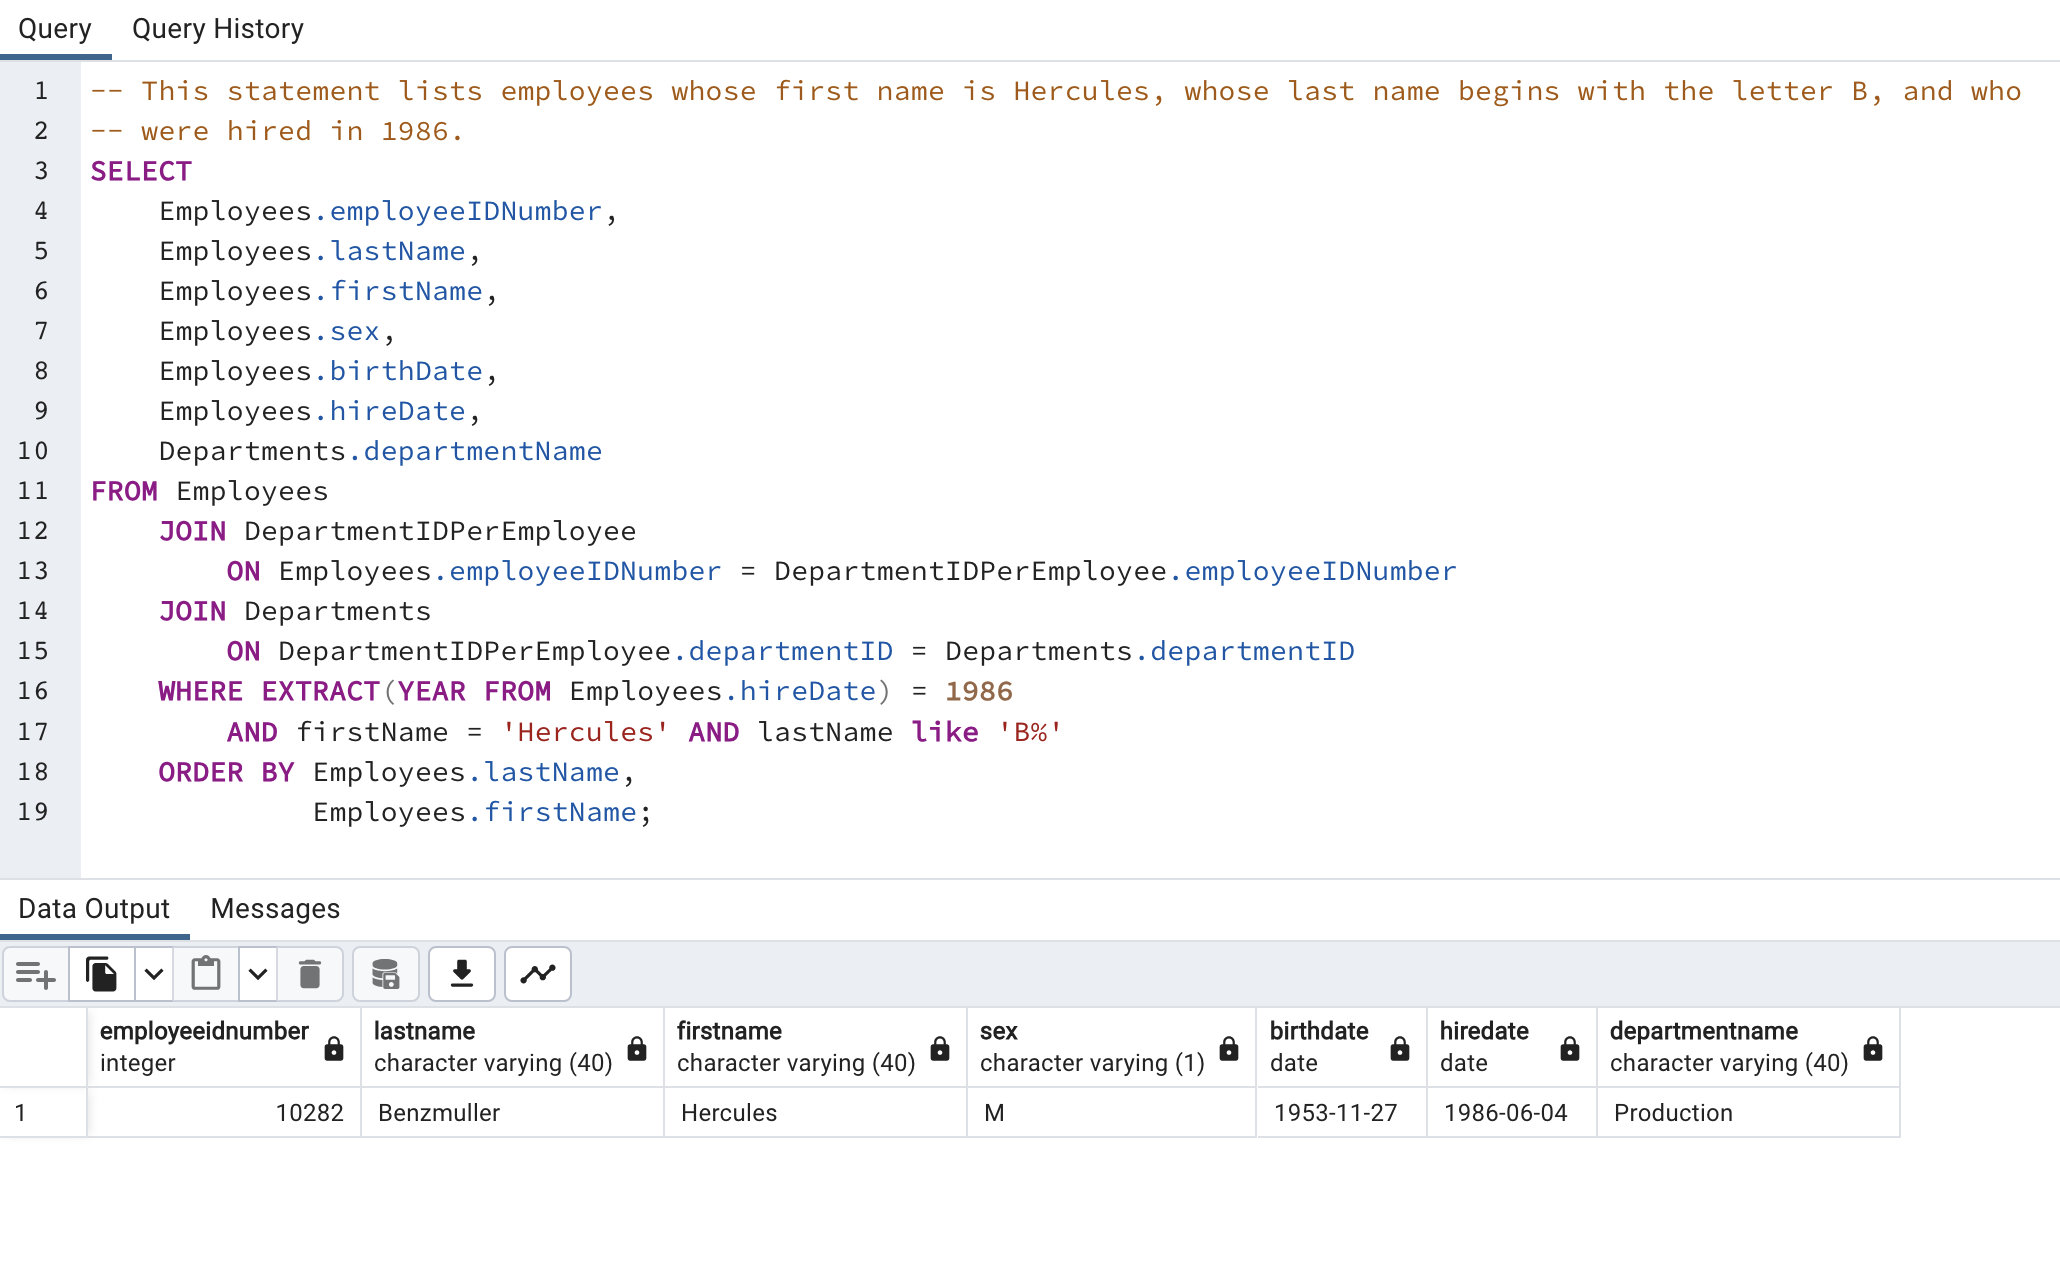 Query Query History
1 -- This statement lists employees whose first name is Hercules, whose last name begins with the letter B, and who
2 -- were hired in 1986.
3 SELECT
4     Employees.employeeIDNumber,
5     Employees.lastName,
6     Employees.firstName,
7     Employees.sex,
8     Employees.birthDate,
9     Employees.hireDate,
10     Departments.departmentName
11 FROM Employees
12     JOIN DepartmentIDPerEmployee
13         ON Employees.employeeIDNumber = DepartmentIDPerEmployee.employeeIDNumber
14     JOIN Departments
15         ON DepartmentIDPerEmployee.departmentID = Departments.departmentID
16     WHERE EXTRACT(YEAR FROM Employees.hireDate) = 1986
17         AND firstName = 'Hercules' AND lastName like 'B%'
18     ORDER BY Employees.lastName,
19              Employees.firstName;
Data Output Messages
employeeidnumber lastname firstname sex birthdate hiredate departmentname
integer character varying (40) character varying (40) character varying (1) date date character varying (40)
1 10282 Benzmuller Hercules M 1953-11-27 1986-06-04 Production